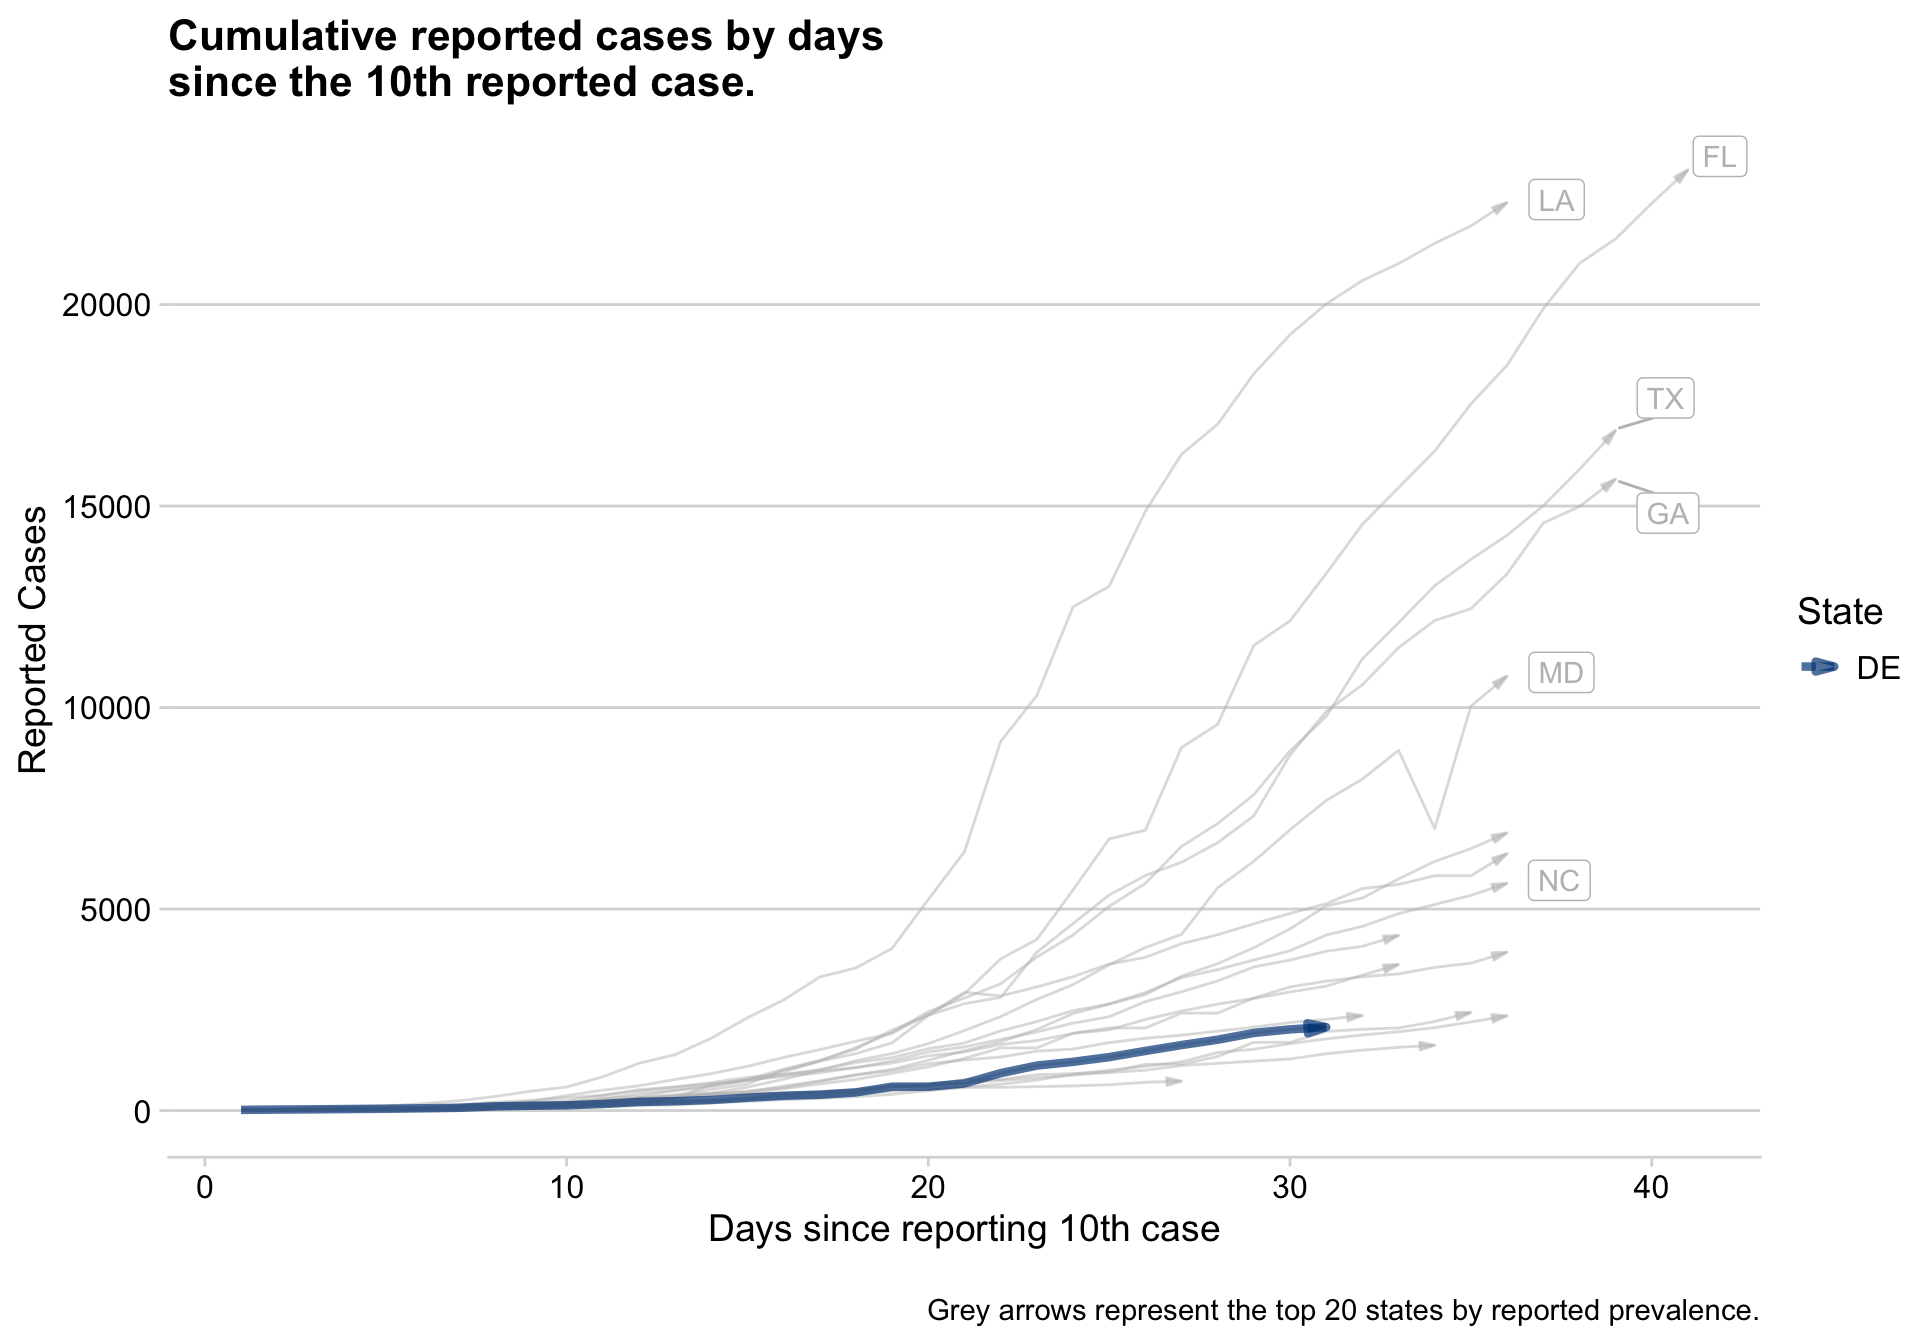 Cumulative reported cases by days
since the 10th reported case.
FL
LA
20000
TX
15000
GA
Reported Cases
State
DE
MD
10000
NC
5000
0
0 10 20 30 40
Days since reporting 10th case
Grey arrows represent the top 20 states by reported prevalence.